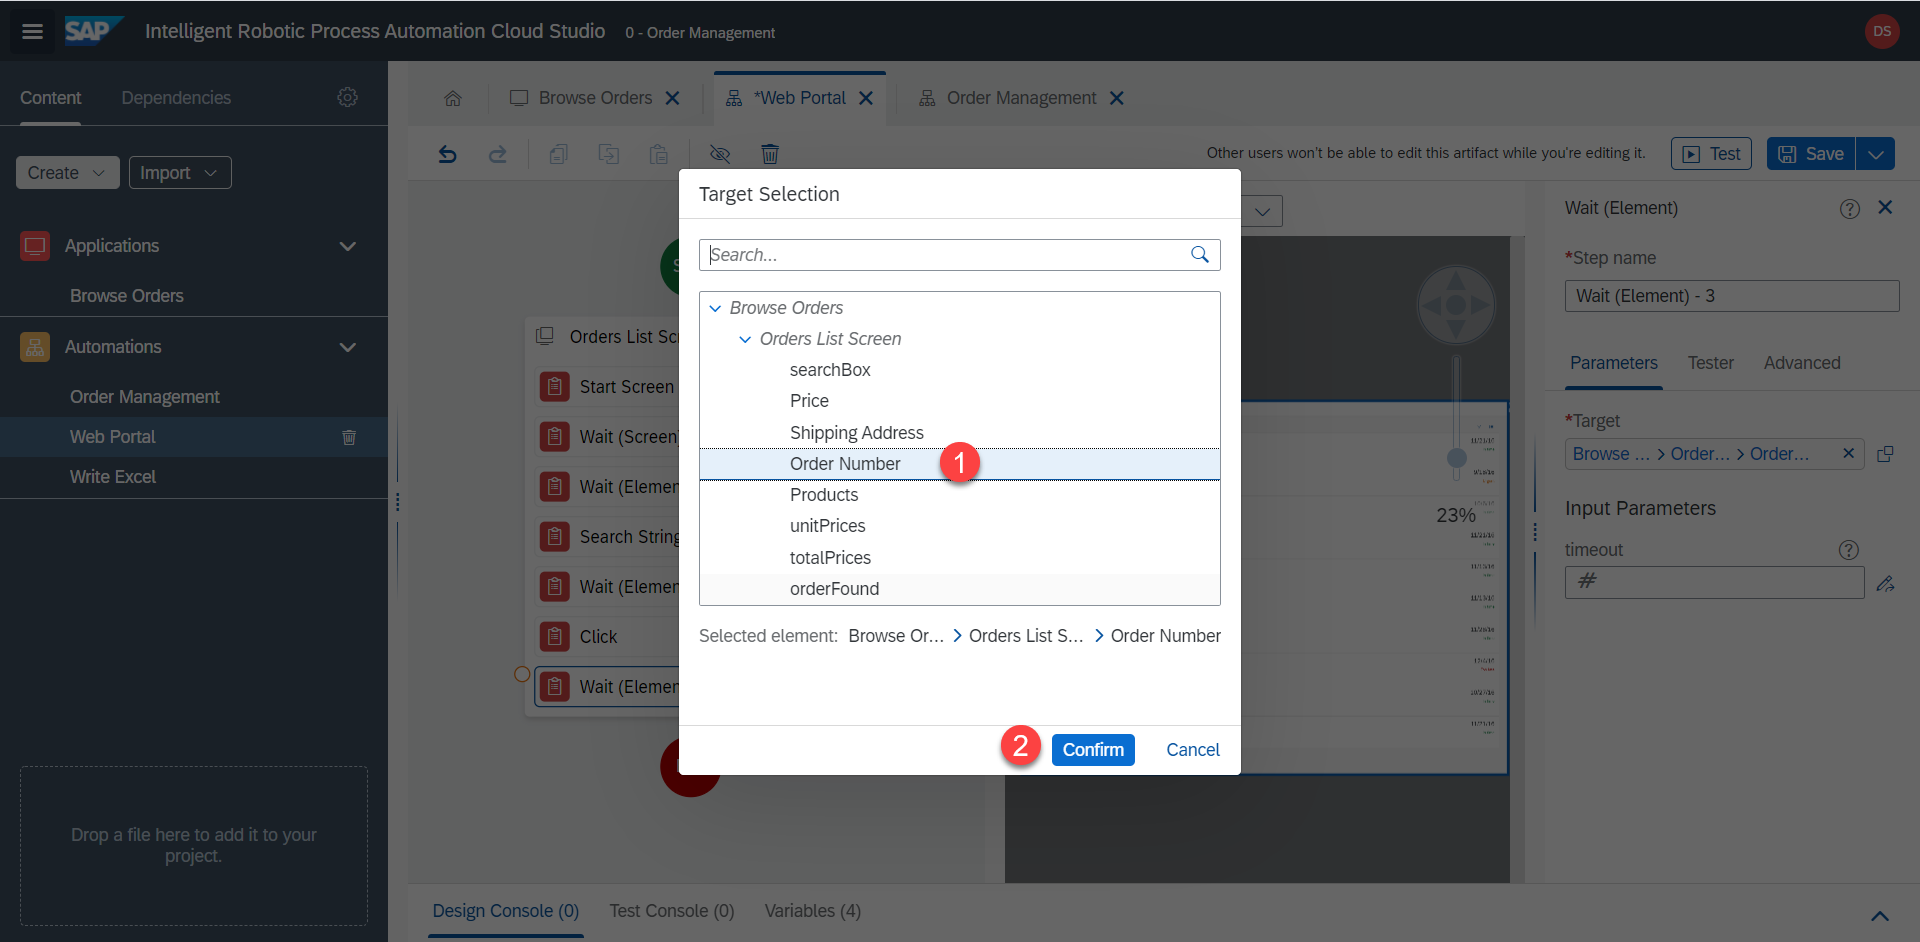 SAP Intelligent Robotic Process Automation Cloud Studio 0 - Order Management DS
Content Dependencies
Browse Orders *Web Portal Order Management
Other users won't be able to edit this artifact while you're editing it. Test Save
Create Import
Applications
Browse Orders
Automations
Order Management
Web Portal
Write Excel
Drop a file here to add it to your
project.
Orders List Scr
Start Screen
Wait (Screen)
Wait (Elemen
Search String
Wait (Elemen
Click
Wait (Elemen
Target Selection
Search...
Browse Orders
Orders List Screen
searchBox
Price
Shipping Address
Order Number 1
Products
unitPrices
totalPrices
orderFound
Selected element: Browse Or... > Orders List S... > Order Number
2 Confirm Cancel
23%
Wait (Element) ?
*Step name
Wait (Element) - 3
Parameters Tester Advanced
*Target
Browse ... > Order... > Order...
Input Parameters
timeout ?
#
Design Console (0) Test Console (0) Variables (4)